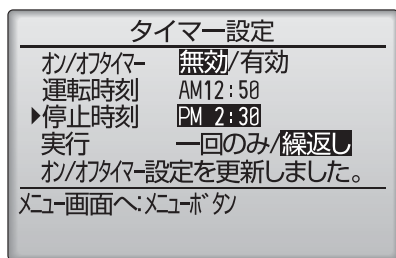 タイマー設定
オン/オフタイマー 無効/有効
運転時刻 AM12:50
▶停止時刻 PM 2:30
実行 一回のみ/繰返し
オン/オフタイマー設定を更新しました。
メニュー画面へ:メニューボタン